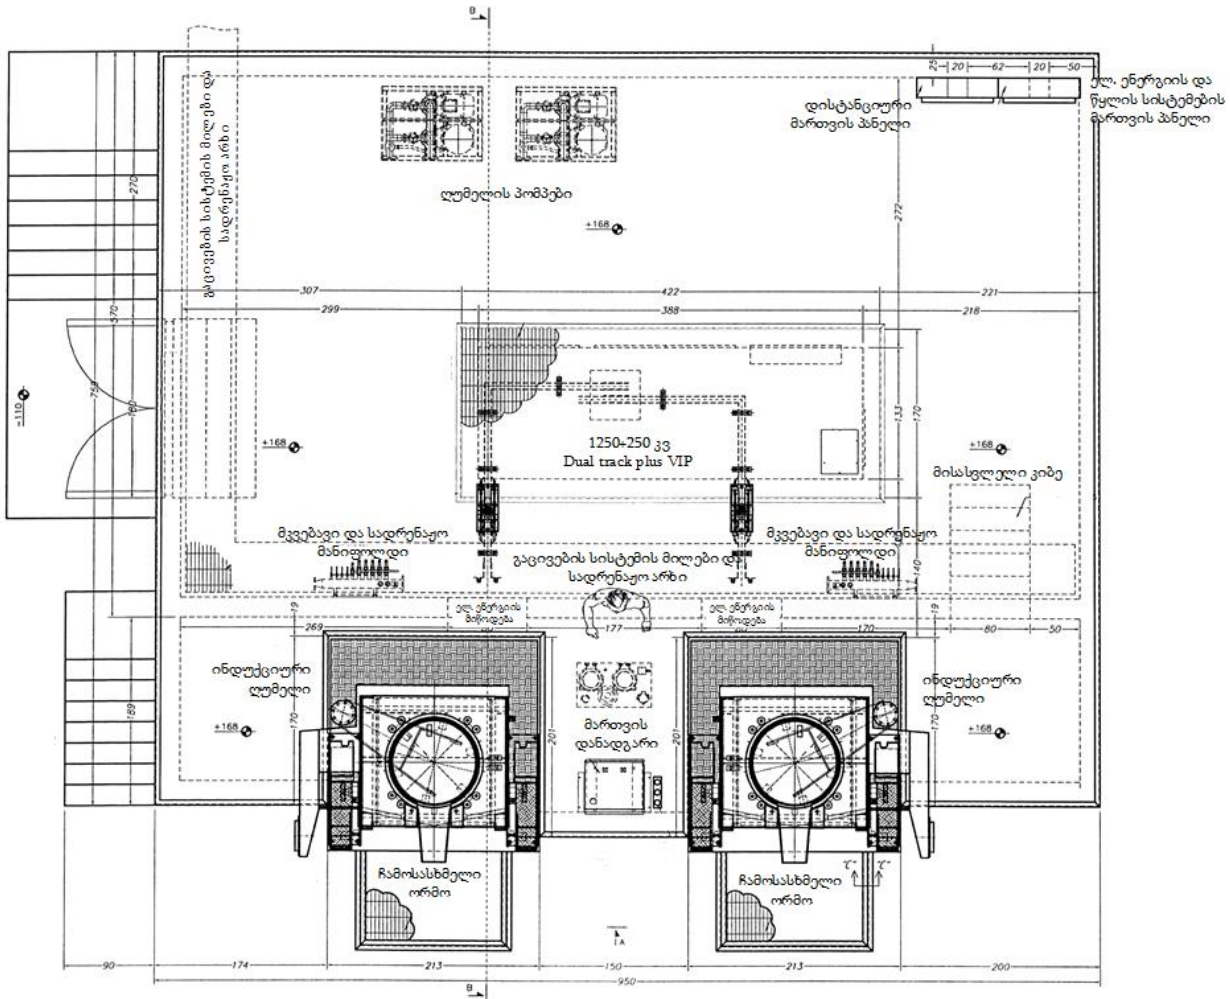 B
25
20
62
20
50
ელ. ენერგიის და
წყლის სისტემების
მართვის პანელი
დისტანციური
მართვის პანელი
გაცივების სისტემის მილები და
სადრენაჟო არხი
270
ღუმელის პომპები
+168
272
307
422
221
299
388
218
570
759
180
-110
+168
133
170
+168
1250+250 კვ
Dual track plus VIP
მისასვლელი კიბე
მკვებავი და სადრენაჟო
მანიფოლდი
გაცივების სისტემის მილები და
სადრენაჟო არხი
მკვებავი და სადრენაჟო
მანიფოლდი
140
19
ელ. ენერგიის
მიწოდება
ელ. ენერგიის
მიწოდება
19
269
177
170
80
50
ინდუქციური
ღუმელი
ინდუქციური
ღუმელი
189
170
+168
201
მართვის
დანადგარი
201
170
+168
ჩამოსასხმელი
ორმო
ჩამოსასხმელი
ორმო
"C"
"C"
A
90
174
213
150
213
200
950
B